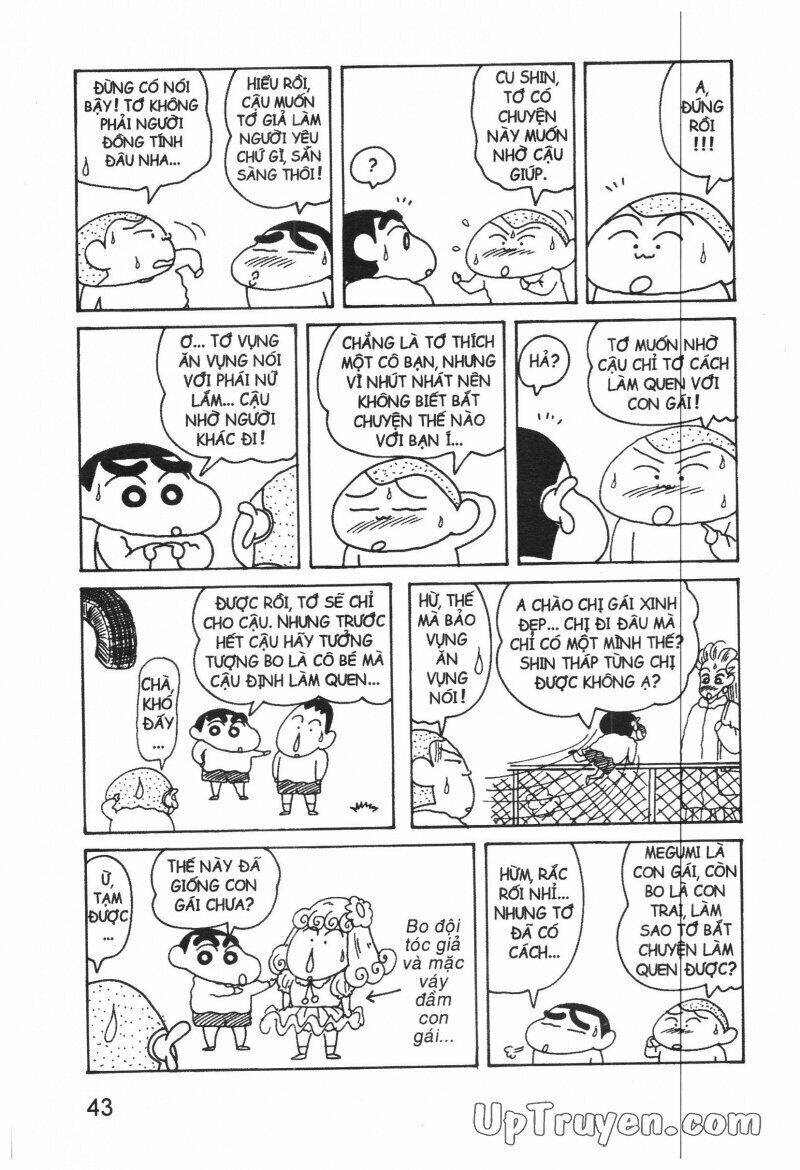 A,
ĐÚNG
RỒI
!!!
CU SHIN,
TỚ CÓ
CHUYỆN
NÀY MUỐN
NHỜ CẬU
GIÚP.
?
HIỂU RỒI,
CẬU MUỐN
TỚ GIẢ LÀM
NGƯỜI YÊU
CHỨ GÌ, SẴN
SÀNG THÔI!
ĐỪNG CÓ NÓI
BẬY! TỚ KHÔNG
PHẢI NGƯỜI
ĐỒNG TÍNH
ĐÂU NHA...
TỚ MUỐN NHỜ
CẬU CHỈ TỚ CÁCH
LÀM QUEN VỚI
CON GÁI!
HẢ?
CHẲNG LÀ TỚ THÍCH
MỘT CÔ BẠN, NHƯNG
VÌ NHÚT NHÁT NÊN
KHÔNG BIẾT BẮT
CHUYỆN THẾ NÀO
VỚI BẠN Í...
Ơ... TỚ VỤNG
ĂN VỤNG NÓI
VỚI PHÁI NỮ
LẮM... CẬU
NHỜ NGƯỜI
KHÁC ĐI!
A CHÀO CHỊ GÁI XINH
ĐẸP... CHỊ ĐI ĐÂU MÀ
CHỈ CÓ MỘT MÌNH THẾ?
SHIN THÁP TÙNG CHỊ
ĐƯỢC KHÔNG Ạ?
HỪ, THẾ
MÀ BẢO
VỤNG
ĂN
VỤNG
NÓI!
ĐƯỢC RỒI, TỚ SẼ CHỈ
CHO CẬU. NHƯNG TRƯỚC
HẾT CẬU HÃY TƯỞNG
TƯỢNG BO LÀ CÔ BÉ MÀ
CẬU ĐỊNH LÀM QUEN...
CHÀ,
KHÓ
ĐẤY
...
MEGUMI LÀ
CON GÁI, CÒN
BO LÀ CON
TRAI, LÀM
SAO TỚ BẮT
CHUYỆN LÀM
QUEN ĐƯỢC?
HỪM, RẮC
RỐI NHỈ...
NHƯNG TỚ
ĐÃ CÓ
CÁCH...
THẾ NÀY ĐÃ
GIỐNG CON
GÁI CHƯA?
Bo đội
tóc giả
và mặc
váy
đầm
con
gái...
Ừ,
TẠM
ĐƯỢC
...
43
UpTruyen.com